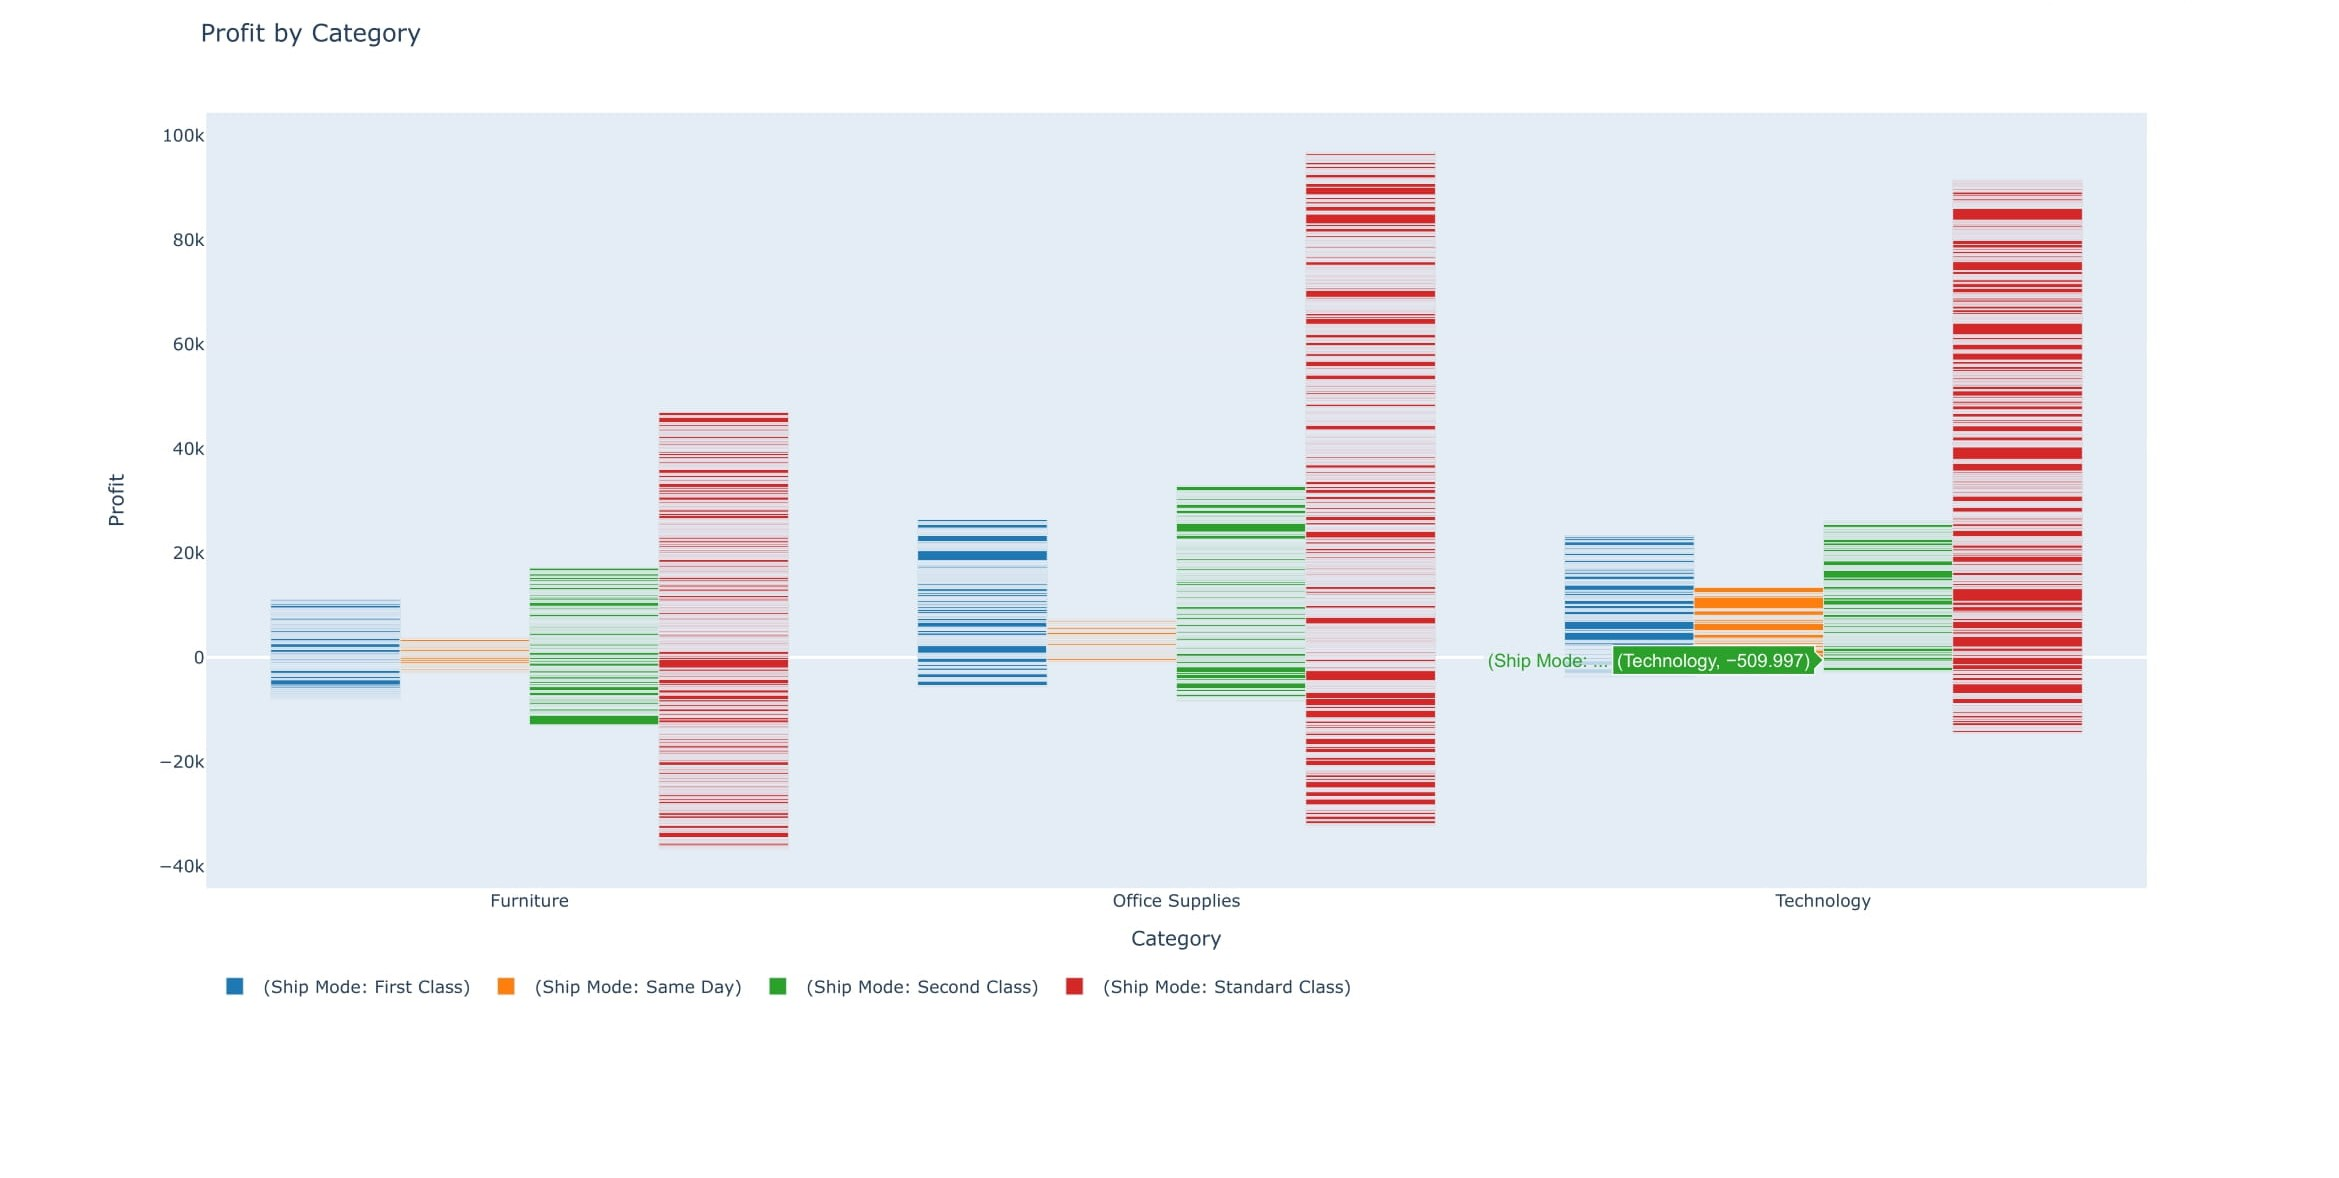 Profit by Category
100k
80k
60k
40k
20k
0
−20k
−40k
Profit
(Ship Mode: ... (Technology, −509.997)
Furniture Office Supplies Technology
Category
(Ship Mode: First Class) (Ship Mode: Same Day) (Ship Mode: Second Class) (Ship Mode: Standard Class)